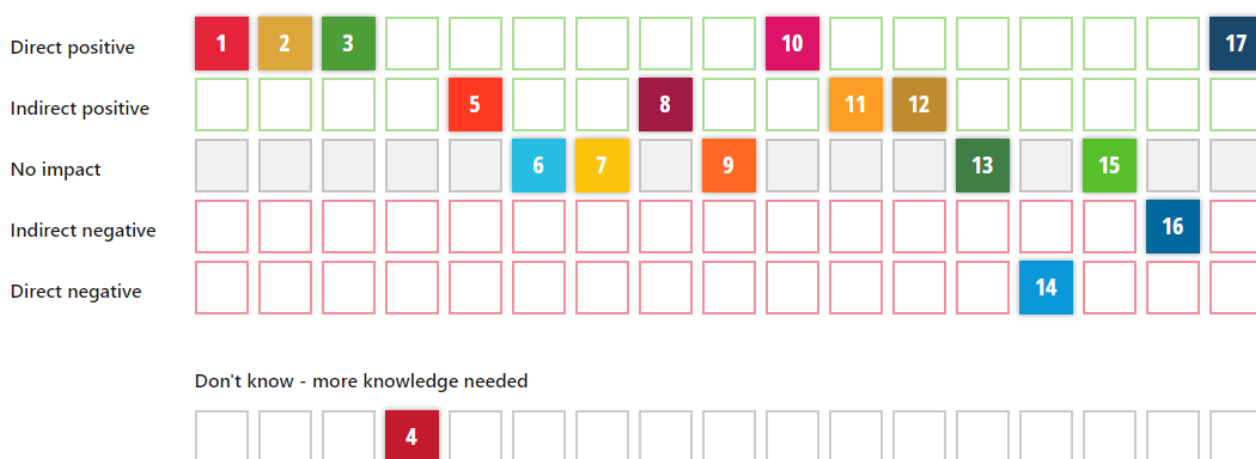 Direct positive 1 2 3 10 17
Indirect positive 5 8 11 12
No impact 6 7 9 13 15
Indirect negative 16
Direct negative 14
Don't know - more knowledge needed
4